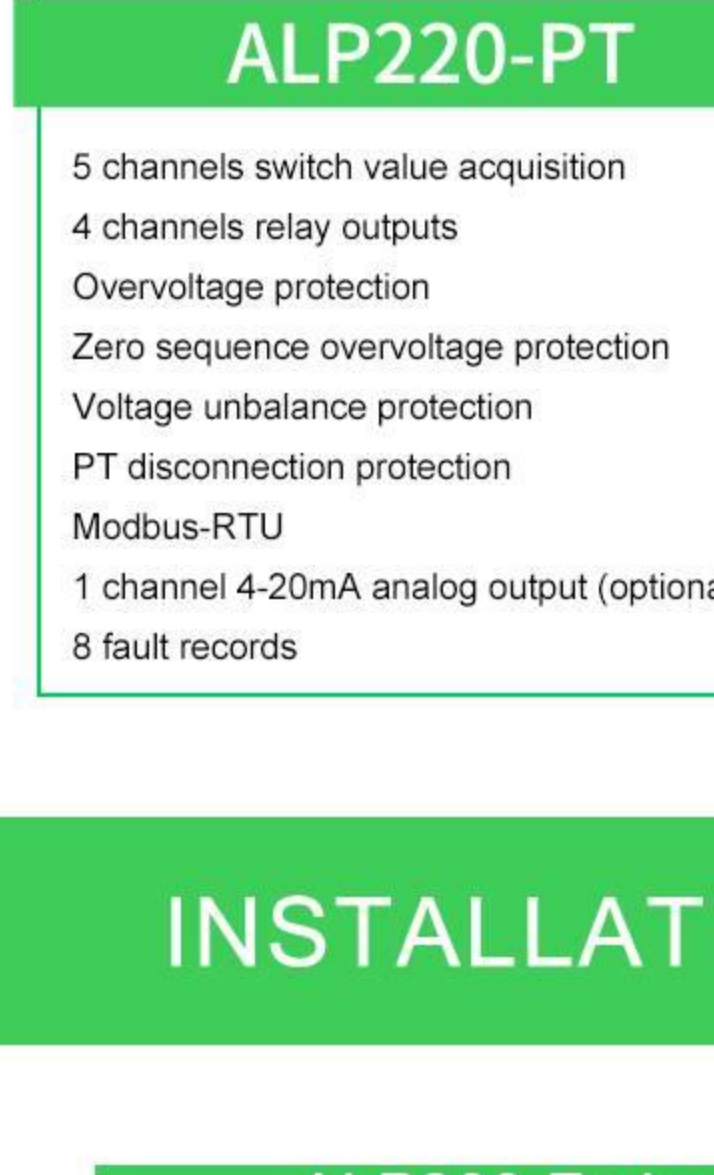 ALP220-PT
5 channels switch value acquisition
4 channels relay outputs
Overvoltage protection
Zero sequence overvoltage protection
Voltage unbalance protection
PT disconnection protection
Modbus-RTU
1 channel 4-20mA analog output (optiona
8 fault records
INSTALLAT